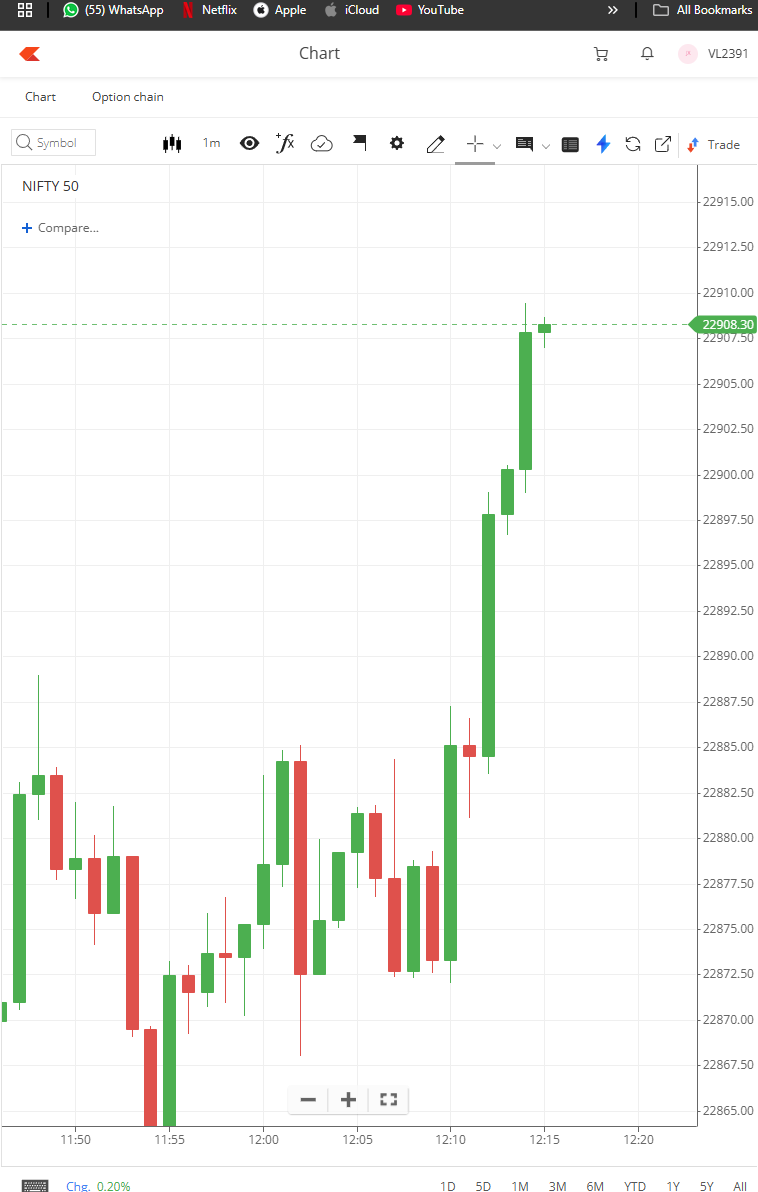 (55) WhatsApp Netflix Apple iCloud YouTube » All Bookmarks
Chart VL2391
Chart Option chain
Symbol 1m Trade
NIFTY 50
Compare...
22915.00
22912.50
22910.00
22908.30
22907.50
22905.00
22902.50
22900.00
22897.50
22895.00
22892.50
22890.00
22887.50
22885.00
22882.50
22880.00
22877.50
22875.00
22872.50
22870.00
22867.50
22865.00
11:50 11:55 12:00 12:05 12:10 12:15 12:20
Chg. 0.20% 1D 5D 1M 3M 6M YTD 1Y 5Y All